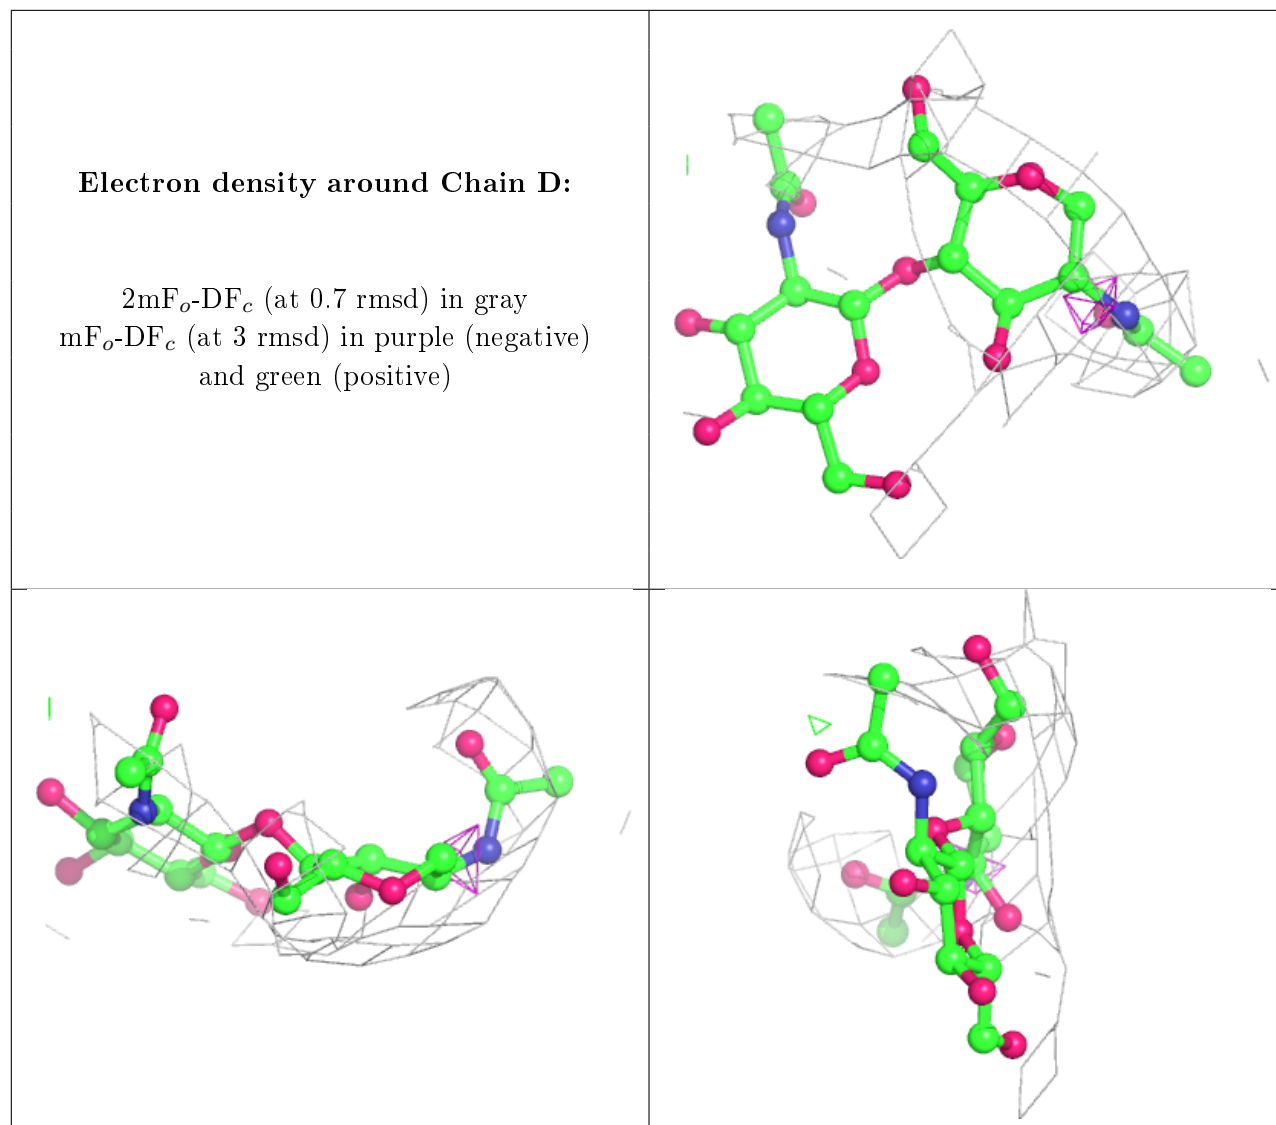 Electron density around Chain D:
2mFₒ-DF𝒸 (at 0.7 rmsd) in gray
mFₒ-DF𝒸 (at 3 rmsd) in purple (negative)
and green (positive)